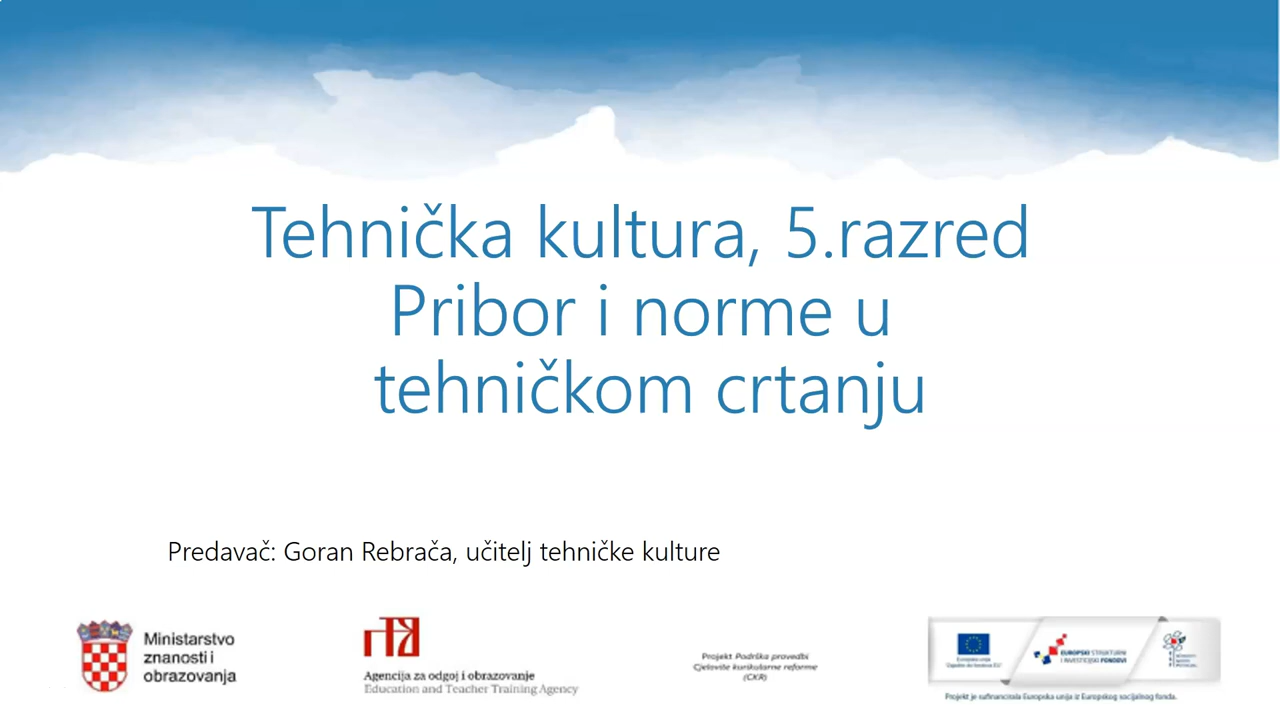 Tehnička kultura, 5.razred
Pribor i norme u
tehničkom crtanju
Predavač: Goran Rebrača, učitelj tehničke kulture
Ministarstvo
znanosti i
obrazovanja
Agencija za odgoj i obrazovanje
Education and Teacher Training Agency
Projekt Podrška provedbi
Cjelovite kurikularne reforme
(CKR)
Europska unija
EUROPSKI STRUKTURNI
I INVESTICIJSKI FONDOVI
Projekt je sufinancirala Europska unija iz Europskog socijalnog fonda.